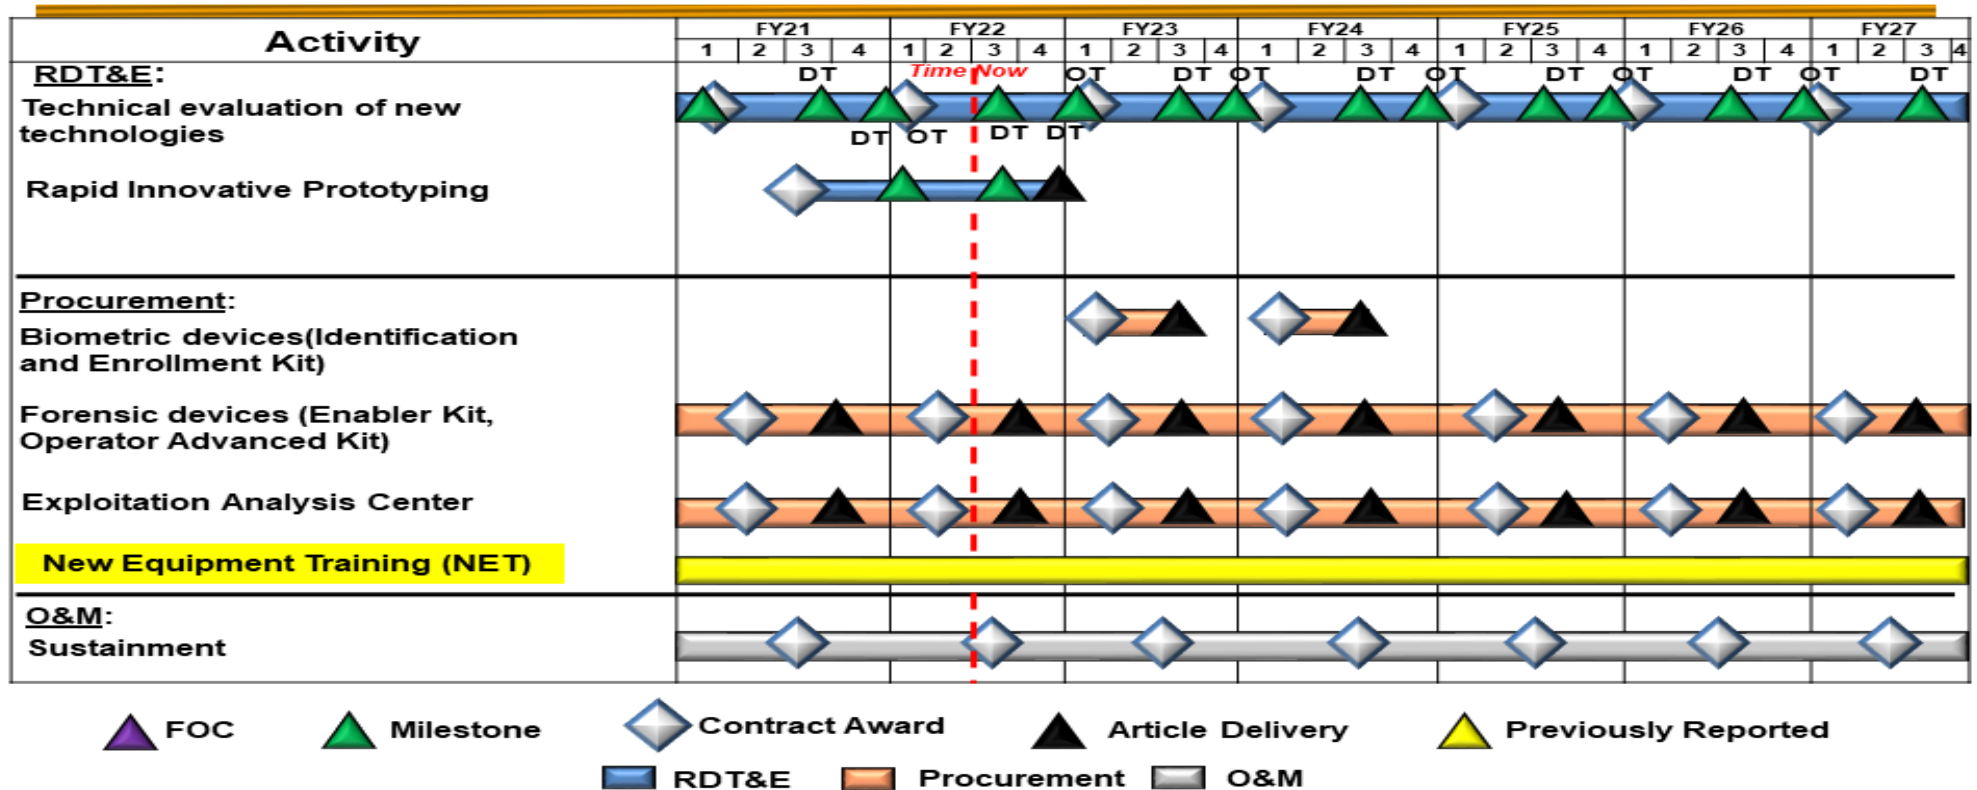 Activity
FY21 FY22 FY23 FY24 FY25 FY26 FY27
1 2 3 4 1 2 3 4 1 2 3 4 1 2 3 4 1 2 3 4 1 2 3 4 1 2 3 4
RDT&E:
DT Time Now OT DT OT DT OT DT OT DT OT DT
Technical evaluation of new
technologies
DT OT DT DT
Rapid Innovative Prototyping
Procurement:
Biometric devices(Identification
and Enrollment Kit)
Forensic devices (Enabler Kit,
Operator Advanced Kit)
Exploitation Analysis Center
New Equipment Training (NET)
O&M:
Sustainment
FOC Milestone Contract Award Article Delivery Previously Reported
RDT&E Procurement O&M